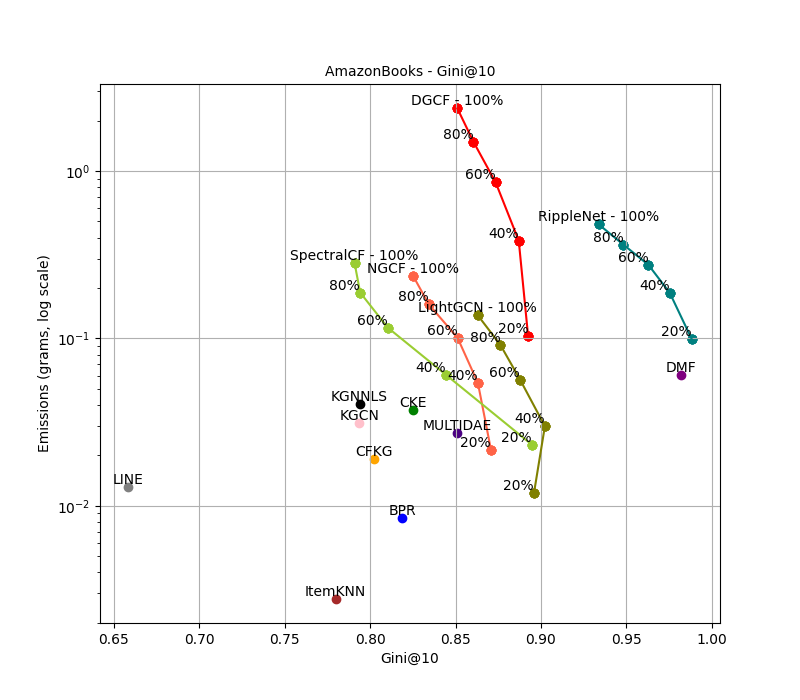 AmazonBooks - Gini@10
DGCF - 100%
80%
60%
40%
20%
RippleNet - 100%
80%
60%
40%
20%
SpectralCF - 100%
80%
60%
40%
20%
NGCF - 100%
80%
60%
40%
20%
LightGCN - 100%
80%
60%
40%
20%
DMF
KGNNLS
KGCN
CKE
MULTIDAE
CFKG
LINE
BPR
ItemKNN
Emissions (grams, log scale)
10⁰
10⁻¹
10⁻²
0.65 0.70 0.75 0.80 0.85 0.90 0.95 1.00
Gini@10